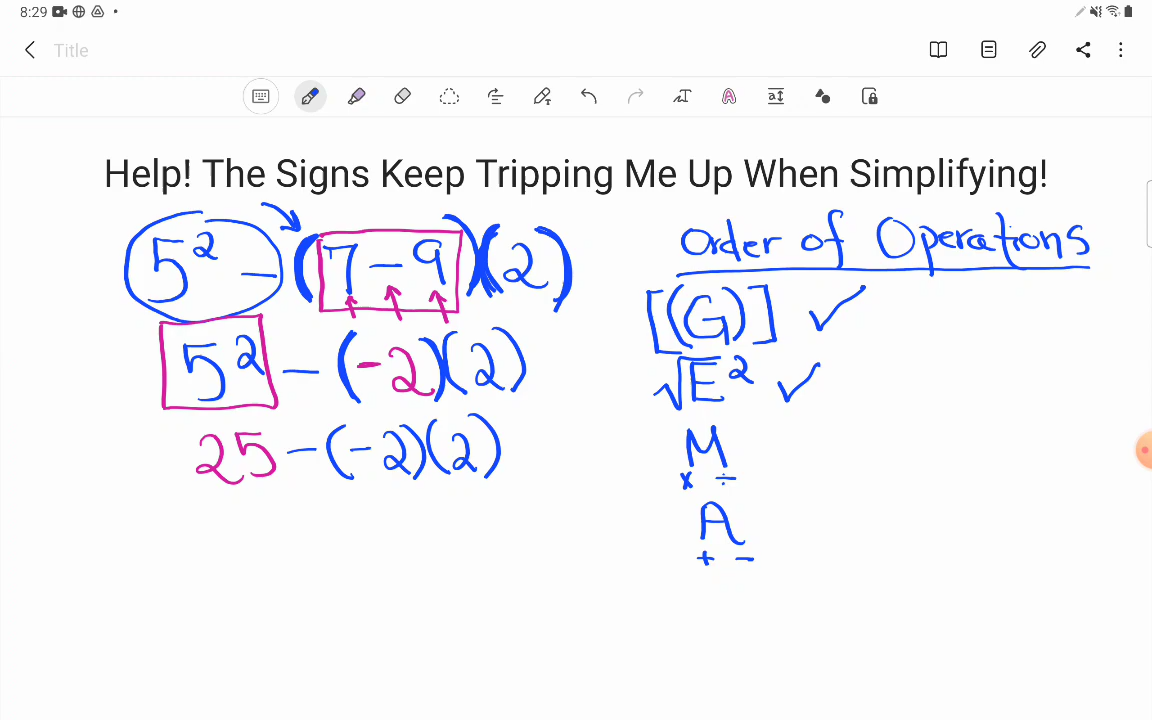 8:29
Title
Help! The Signs Keep Tripping Me Up When Simplifying!
5² − (7 − 9)(2)
5² − (−2)(2)
25 − (−2)(2)
Order of Operations
[(G)] ✓
√E² ✓
M
× ÷
A
+ −